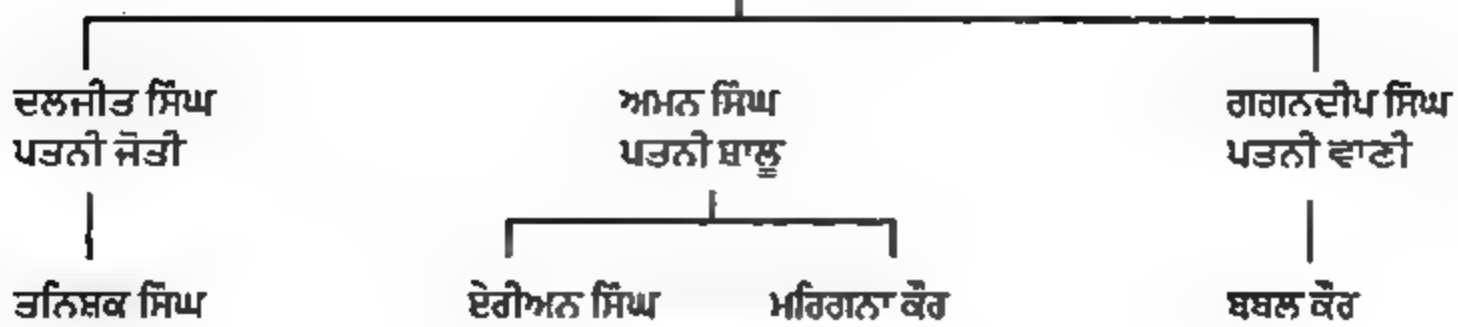 ਦਲਜੀਤ ਸਿੰਘ
ਪਤਨੀ ਜੋਤੀ
ਅਮਨ ਸਿੰਘ
ਪਤਨੀ ਬਾਲੂ
ਗਗਨਦੀਪ ਸਿੰਘ
ਪਤਨੀ ਵਾਣੀ
ਤਨਿਸ਼ਕ ਸਿੰਘ
ਏਰੀਅਨ ਸਿੰਘ
ਮਰਿਗਨਾ ਕੌਰ
ਬਬਲ ਕੌਰ